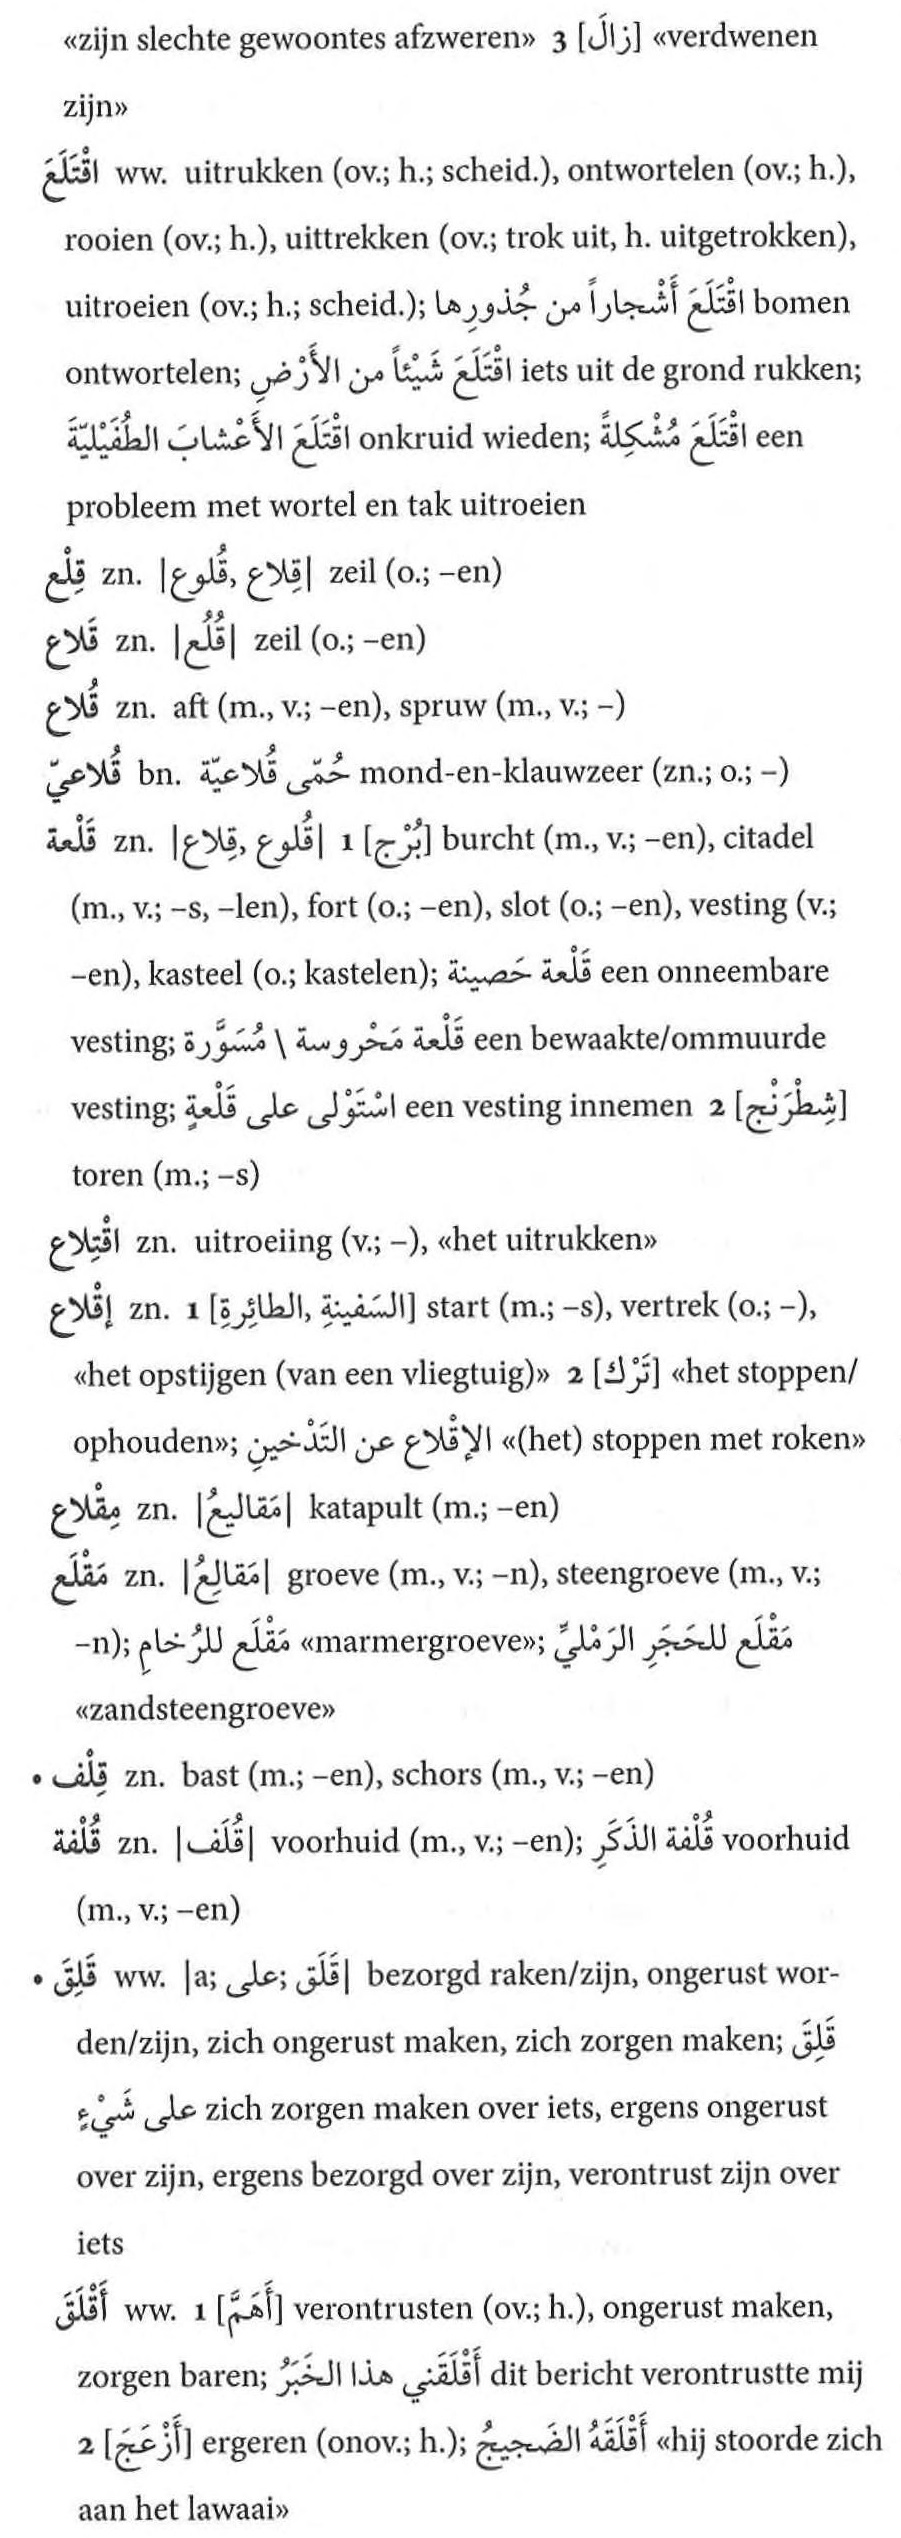 «zijn slechte gewoontes afzweren» 3 [زالَ] «verdwenen
zijn»
اقْتَلَعَ ww. uitrukken (ov.; h.; scheid.), ontwortelen (ov.; h.),
rooien (ov.; h.), uittrekken (ov.; trok uit, h. uitgetrokken),
uitroeien (ov.; h.; scheid.); اقْتَلَعَ أَشْجاراً من جُذورِها bomen
ontwortelen; اقْتَلَعَ شَيْئاً من الأَرْضِ iets uit de grond rukken;
اقْتَلَعَ الأَعْشابَ الطُفَيْلِيّةَ onkruid wieden; اقْتَلَعَ مُشْكِلةً een
probleem met wortel en tak uitroeien
قِلْع zn. |قِلاع, قُلوع| zeil (o.; –en)
قَلاع zn. |قُلُع| zeil (o.; –en)
قُلاع zn. aft (m., v.; –en), spruw (m., v.; –)
قُلاعيّ bn. حُمّى قُلاعيّة mond-en-klauwzeer (zn.; o.; –)
قَلْعة zn. |قُلوع, قِلاع| 1 [بُرْج] burcht (m., v.; –en), citadel
(m., v.; –s, –len), fort (o.; –en), slot (o.; –en), vesting (v.;
–en), kasteel (o.; kastelen); قَلْعة حَصينة een onneembare
vesting; قَلْعة مَحْروسة \ مُسَوَّرة een bewaakte/ommuurde
vesting; اسْتَوْلى على قَلْعةٍ een vesting innemen 2 [شِطْرَنْج]
toren (m.; –s)
اقْتِلاع zn. uitroeiing (v.; –), «het uitrukken»
إقْلاع zn. 1 [السَفينةِ, الطائِرةِ] start (m.; –s), vertrek (o.; –),
«het opstijgen (van een vliegtuig)» 2 [تَرْك] «het stoppen/
ophouden»; الإقْلاع عن التَدْخينِ «(het) stoppen met roken»
مِقْلاع zn. |مَقاليعُ| katapult (m.; –en)
مَقْلَع zn. |مَقالِعُ| groeve (m., v.; –n), steengroeve (m., v.;
–n); مَقْلَع للرُخامِ «marmergroeve»; مَقْلَع للحَجَرِ الرَمْليِّ
«zandsteengroeve»
• قِلْف zn. bast (m.; –en), schors (m., v.; –en)
قُلْفة zn. |قُلَف| voorhuid (m., v.; –en); قُلْفة الذَكَرِ voorhuid
(m., v.; –en)
• قَلِقَ ww. |a; على; قَلَق| bezorgd raken/zijn, ongerust wor-
den/zijn, zich ongerust maken, zich zorgen maken; قَلِقَ
على شَيْءٍ zich zorgen maken over iets, ergens ongerust
over zijn, ergens bezorgd over zijn, verontrust zijn over
iets
أَقْلَقَ ww. 1 [أَهَمَّ] verontrusten (ov.; h.), ongerust maken,
zorgen baren; أَقْلَقَني هذا الخَبَرُ dit bericht verontrustte mij
2 [أَزْعَجَ] ergeren (onov.; h.); أَقْلَقَهُ الضَجيجُ «hij stoorde zich
aan het lawaai»